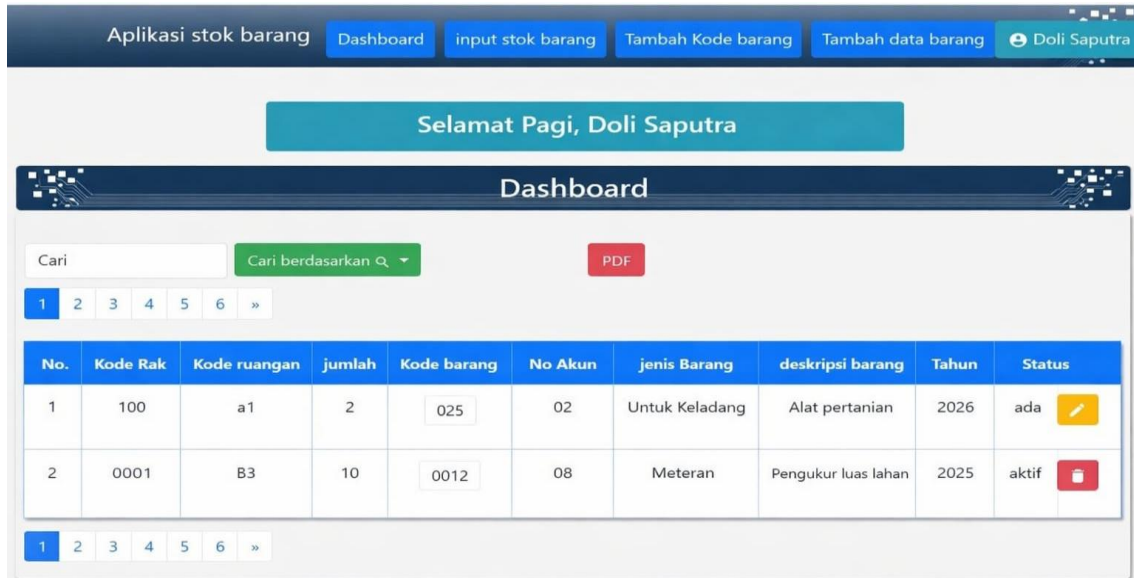 Aplikasi stok barang Dashboard input stok barang Tambah Kode barang Tambah data barang Doli Saputra
Selamat Pagi, Doli Saputra
Dashboard
Cari Cari berdasarkan PDF
1 2 3 4 5 6 »
No. Kode Rak Kode ruangan jumlah Kode barang No Akun jenis Barang deskripsi barang Tahun Status
1 100 a1 2 025 02 Untuk Keladang Alat pertanian 2026 ada
2 0001 B3 10 0012 08 Meteran Pengukur luas lahan 2025 aktif
1 2 3 4 5 6 »